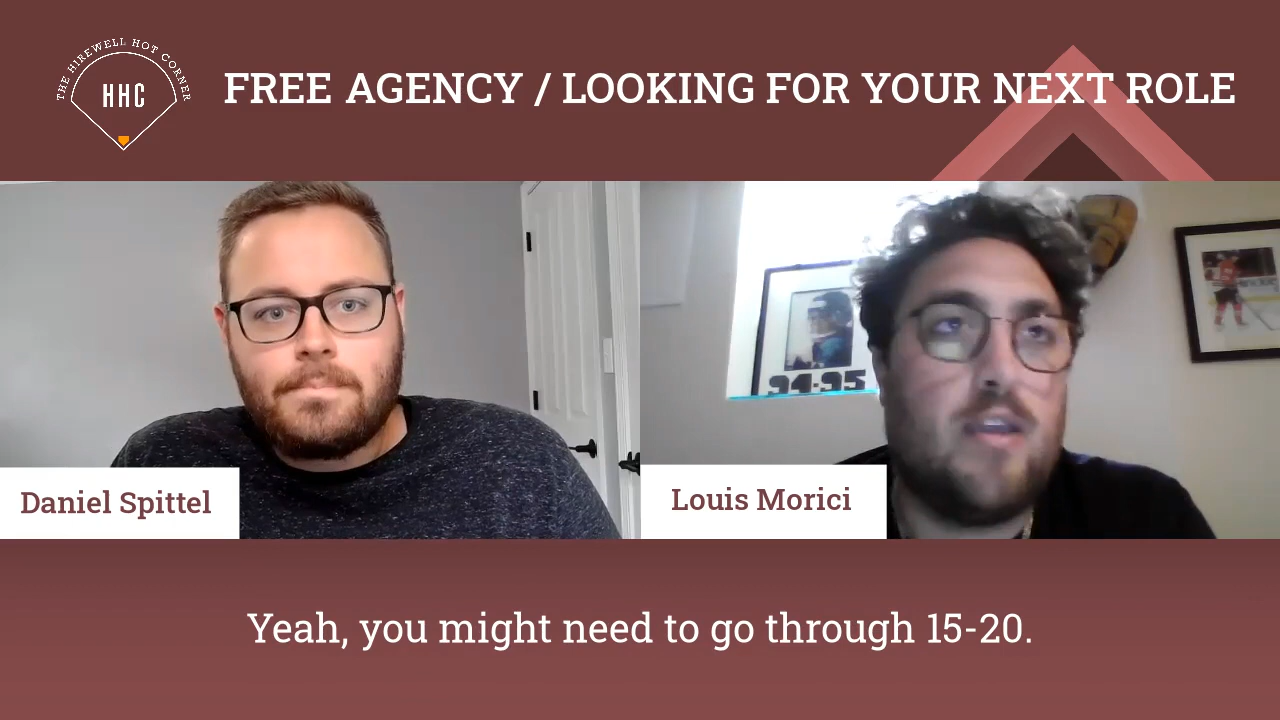 THE HIREWELL HOT CORNER
HHC
FREE AGENCY / LOOKING FOR YOUR NEXT ROLE
94-95
Daniel Spittel
Louis Morici
Yeah, you might need to go through 15-20.